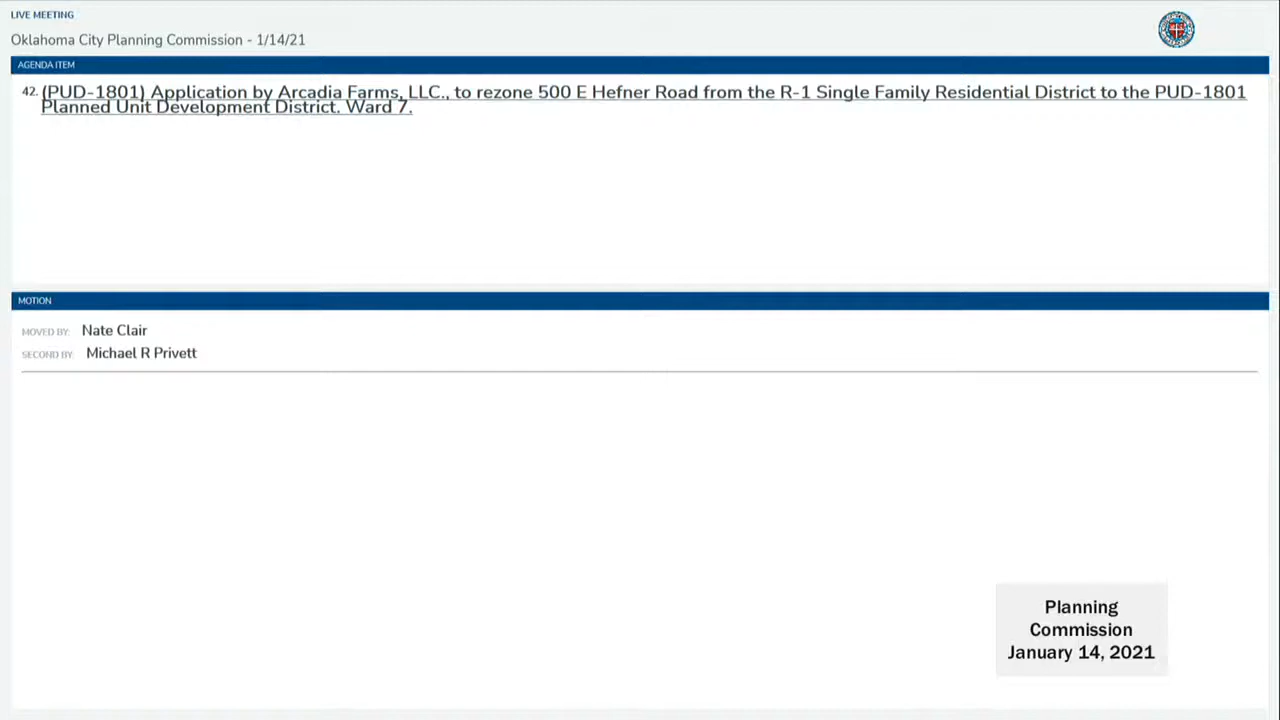 LIVE MEETING
Oklahoma City Planning Commission - 1/14/21
AGENDA ITEM
42. (PUD-1801) Application by Arcadia Farms, LLC., to rezone 500 E Hefner Road from the R-1 Single Family Residential District to the PUD-1801
Planned Unit Development District. Ward 7.
MOTION
MOVED BY: Nate Clair
SECOND BY: Michael R Privett
Planning
Commission
January 14, 2021